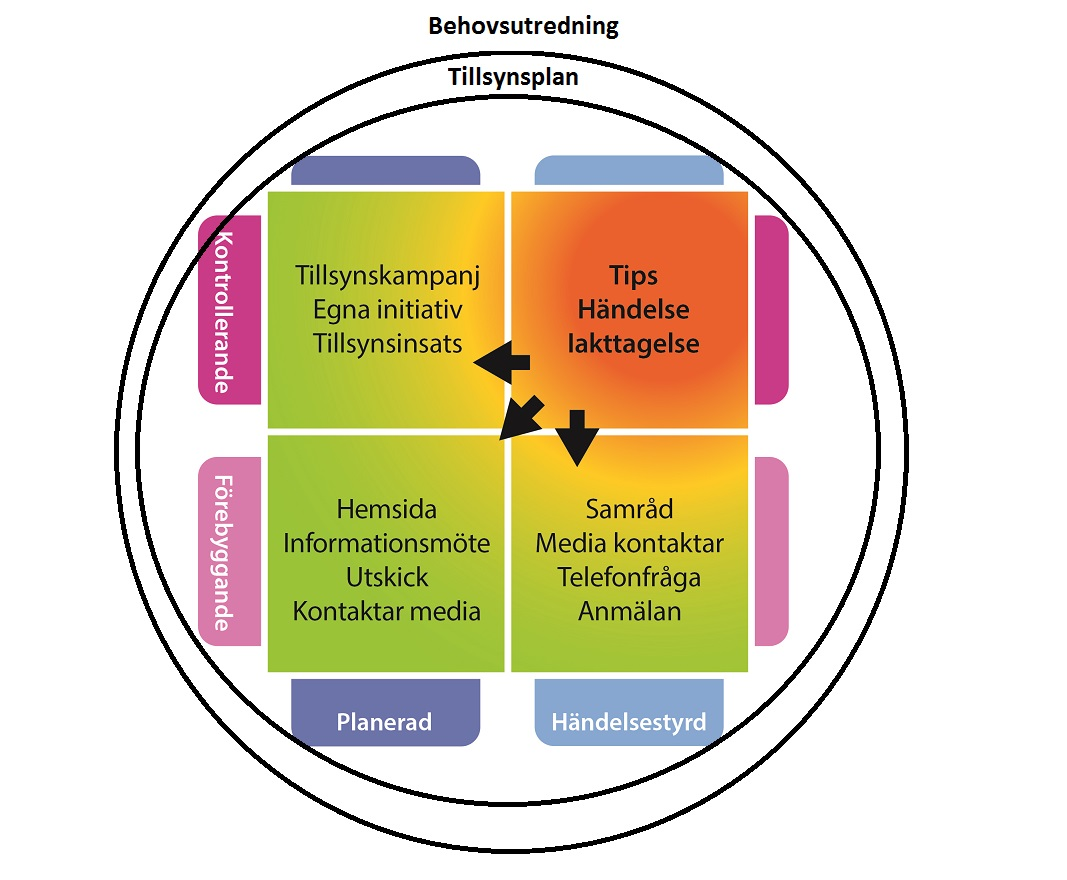 Behovsutredning
Tillsynsplan
Kontrollerande
Tillsynskampanj
Egna initiativ
Tillsynsinsats
Tips
Händelse
Iakttagelse
Förebyggande
Hemsida
Informationsmöte
Utskick
Kontaktar media
Samråd
Media kontaktar
Telefonfråga
Anmälan
Planerad
Händelsestyrd